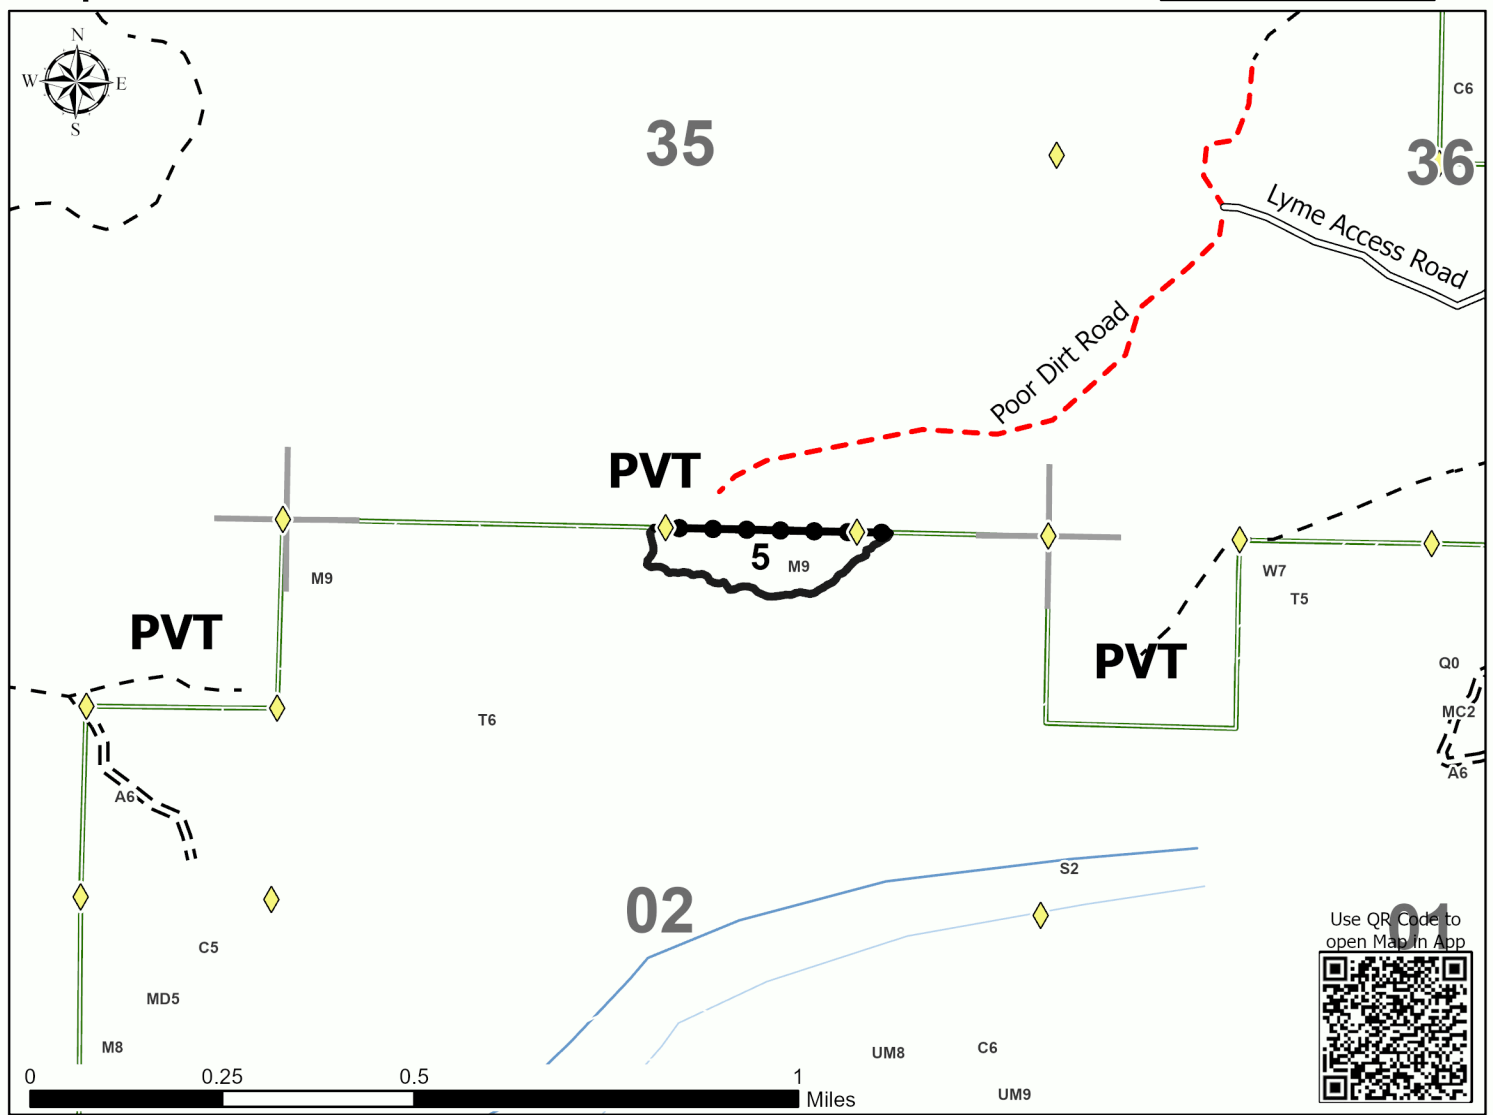 N
W E
S
35
C6
36
Lyme Access Road
Poor Dirt Road
PVT
5 M9
M9
W7
T5
PVT
PVT
Q0
MC2
T6
A6
A6
S2
02
01
Use QR Code to
open Map in App
C5
MD5
M8
UM8
C6
UM9
0 0.25 0.5 1
Miles